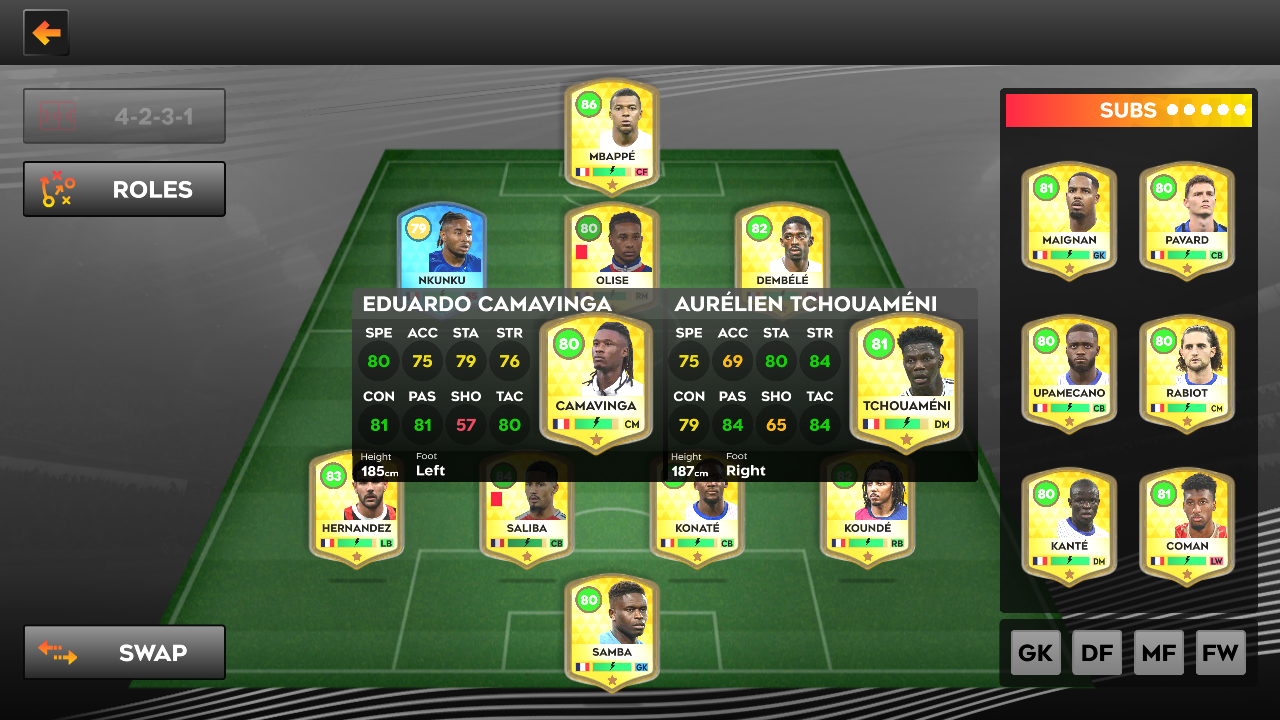 4-2-3-1
ROLES
86
MBAPPÉ
CF
79
NKUNKU
80
OLISE
RM
82
DEMBÉLÉ
EDUARDO CAMAVINGA
SPE ACC STA STR
80 75 79 76
CON PAS SHO TAC
81 81 57 80
Height Foot
185cm Left
80
CAMAVINGA
CM
AURÉLIEN TCHOUAMÉNI
SPE ACC STA STR
75 69 80 84
CON PAS SHO TAC
79 84 65 84
Height Foot
187cm Right
81
TCHOUAMÉNI
DM
83
HERNANDEZ
LB
SALIBA
CB
KONATÉ
CB
82
KOUNDÉ
RB
80
SAMBA
GK
SWAP
SUBS
81
MAIGNAN
GK
80
PAVARD
CB
80
UPAMECANO
CB
80
RABIOT
CM
80
KANTÉ
DM
81
COMAN
LW
GK DF MF FW